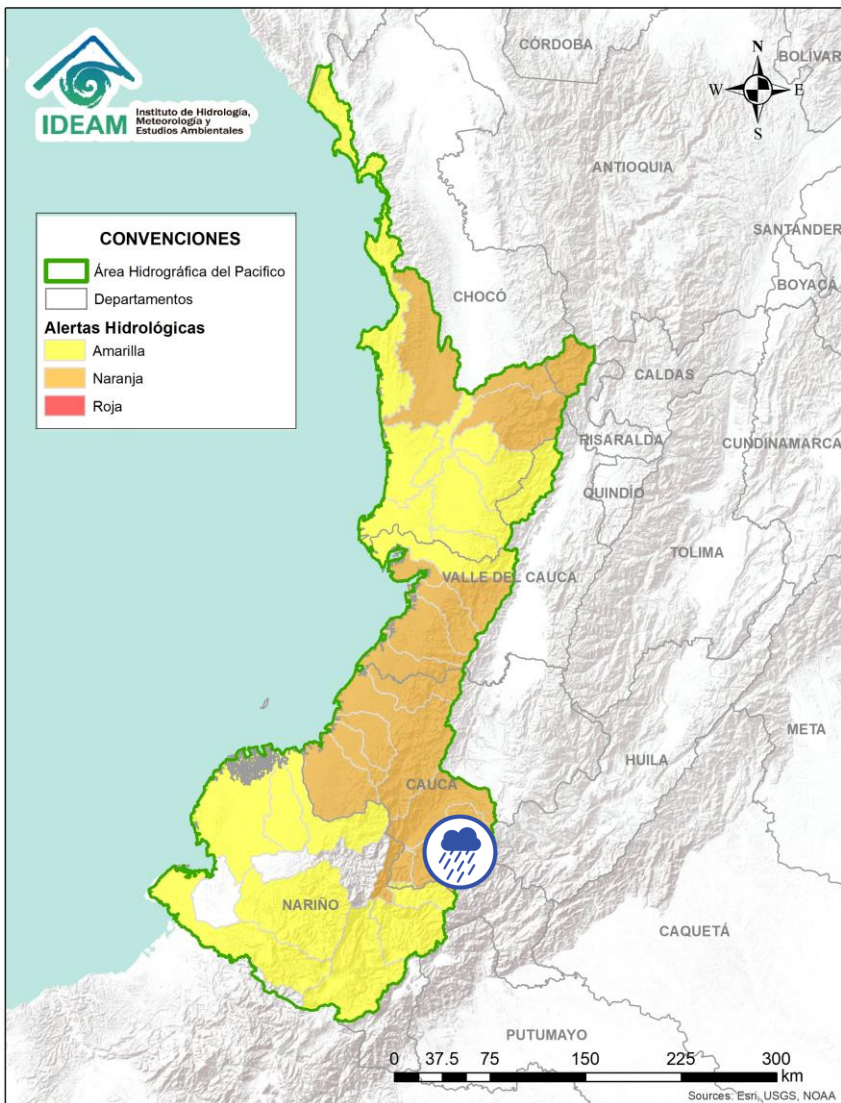 IDEAM
Instituto de Hidrología,
Meteorología y
Estudios Ambientales
CÓRDOBA
BOLÍVAR
N
W
E
S
ANTIOQUIA
SANTANDER
BOYACÁ
CONVENCIONES
Área Hidrográfica del Pacifico
Departamentos
Alertas Hidrológicas
Amarilla
Naranja
Roja
CHOCÓ
CALDAS
RISARALDA
CUNDINAMARCA
QUINDÍO
TOLIMA
VALLE DEL CAUCA
META
HUILA
CAUCA
NARIÑO
CAQUETÁ
PUTUMAYO
0 37.5 75 150 225 300
km
Sources: Esri, USGS, NOAA